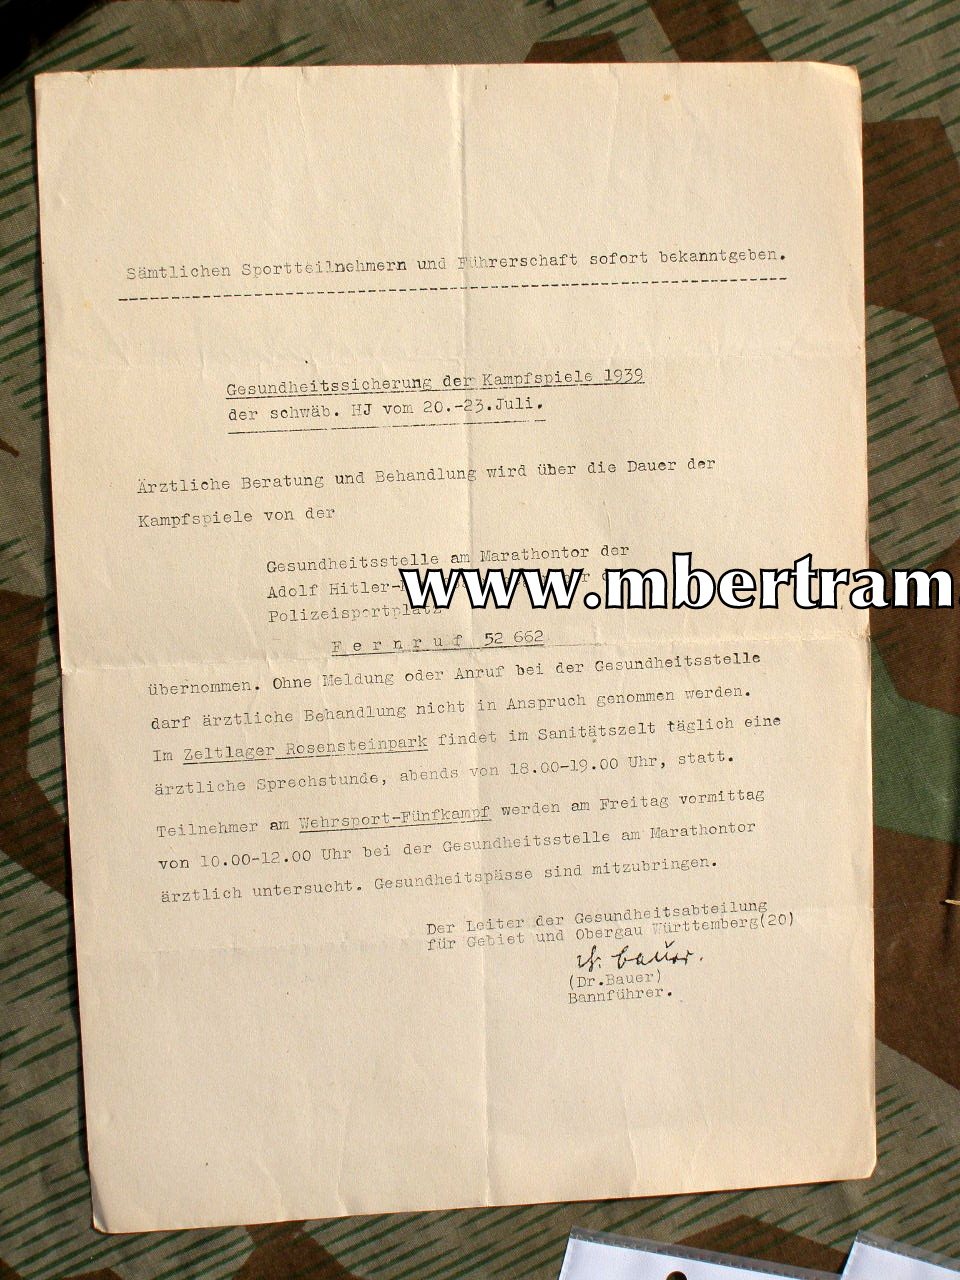 Sämtlichen Sportteilnehmern und Führerschaft sofort bekanntgeben.
Gesundheitssicherung der Kampfspiele 1939
der schwäb. HJ vom 20.-23.Juli.
Ärztliche Beratung und Behandlung wird über die Dauer der
Kampfspiele von der
Gesundheitsstelle am Marathontor der
Adolf Hitler-
www.mbertram.
Polizeisportplatz
F e r n r u f 52 662
übernommen. Ohne Meldung oder Anruf bei der Gesundheitsstelle
darf ärztliche Behandlung nicht in Anspruch genommen werden.
Im Zeltlager Rosensteinpark findet im Sanitätszelt täglich eine
ärztliche Sprechstunde, abends von 18.00-19.00 Uhr, statt.
Teilnehmer am Wehrsport-Fünfkampf werden am Freitag vormittag
von 10.00-12.00 Uhr bei der Gesundheitsstelle am Marathontor
ärztlich untersucht. Gesundheitspässe sind mitzubringen.
Der Leiter der Gesundheitsabteilung
für Gebiet und Obergau Württemberg(20)
Bauer.
(Dr.Bauer)
Bannführer.